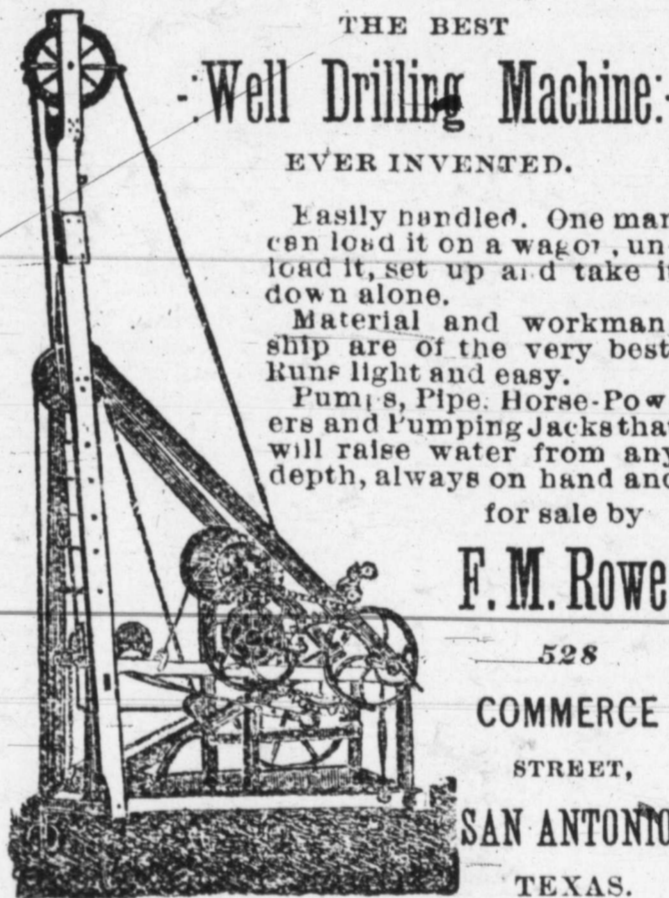 THE BEST
Well Drilling Machine
EVER INVENTED.
Easily handled. One man
can load it on a wagon, un
load it, set up and take it
down alone.
Material and workman
ship are of the very best
Runs light and easy.
Pumps, Pipe, Horse-Pow
ers and Pumping Jacks that
will raise water from any
depth, always on hand and
for sale by
F. M. Rowe
528
COMMERCE
STREET,
SAN ANTONIO
TEXAS.